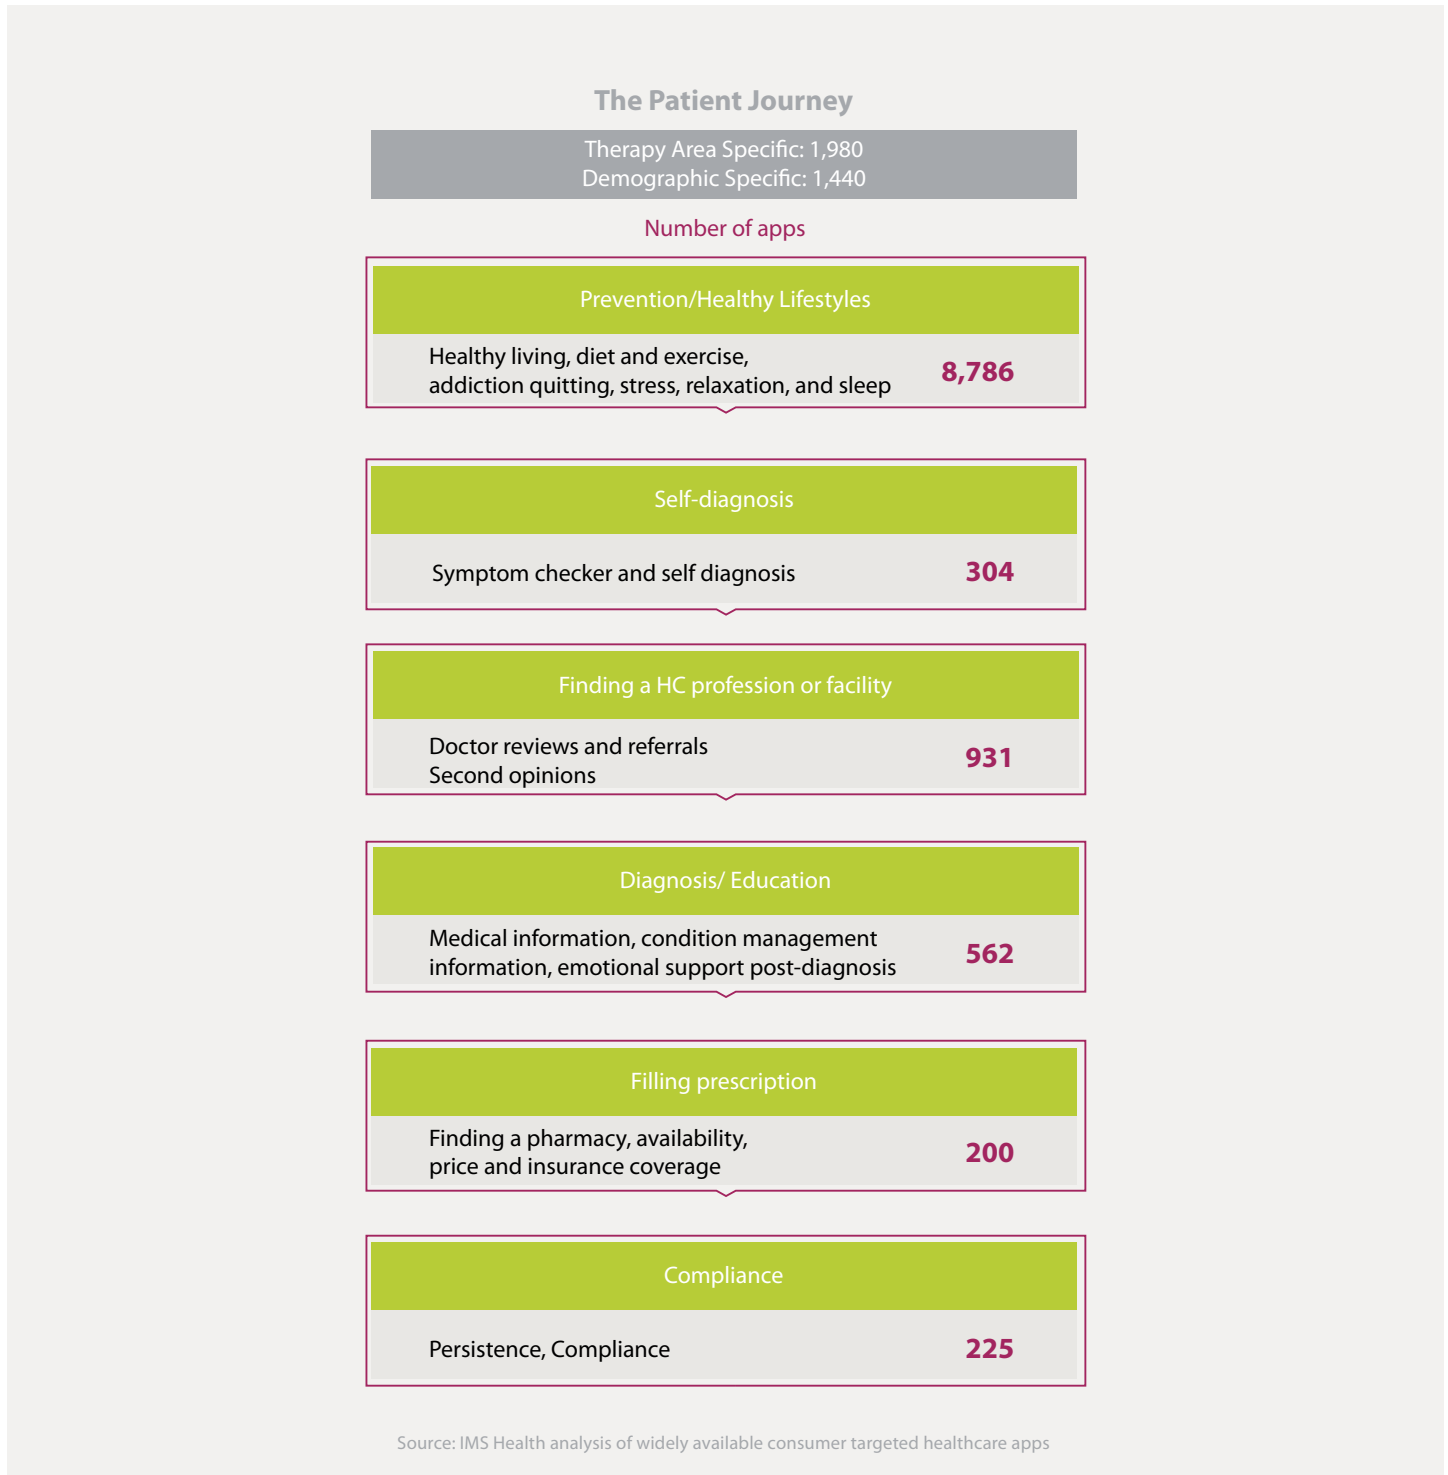 The Patient Journey
Therapy Area Specific: 1,980
Demographic Specific: 1,440
Number of apps
Prevention/Healthy Lifestyles
Healthy living, diet and exercise,
addiction quitting, stress, relaxation, and sleep
8,786
Self-diagnosis
Symptom checker and self diagnosis
304
Finding a HC profession or facility
Doctor reviews and referrals
Second opinions
931
Diagnosis/ Education
Medical information, condition management
information, emotional support post-diagnosis
562
Filling prescription
Finding a pharmacy, availability,
price and insurance coverage
200
Compliance
Persistence, Compliance
225
Source: IMS Health analysis of widely available consumer targeted healthcare apps